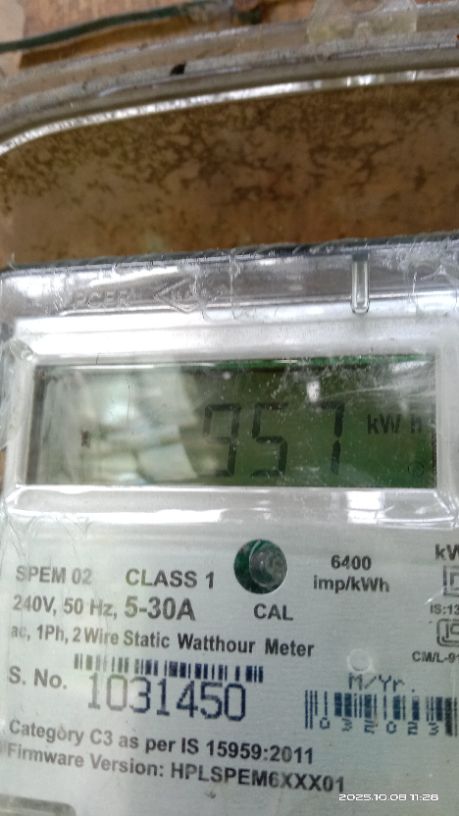 957 kWh
SPEM 02 CLASS 1
6400
imp/kWh
240V, 50 Hz, 5-30A
CAL
ac, 1Ph, 2 Wire Static Watthour Meter
S. No. 1031450
M/Yr.
Category C3 as per IS 15959:2011
Firmware Version: HPLSPEM6XXX01
2025.10.08 11:28